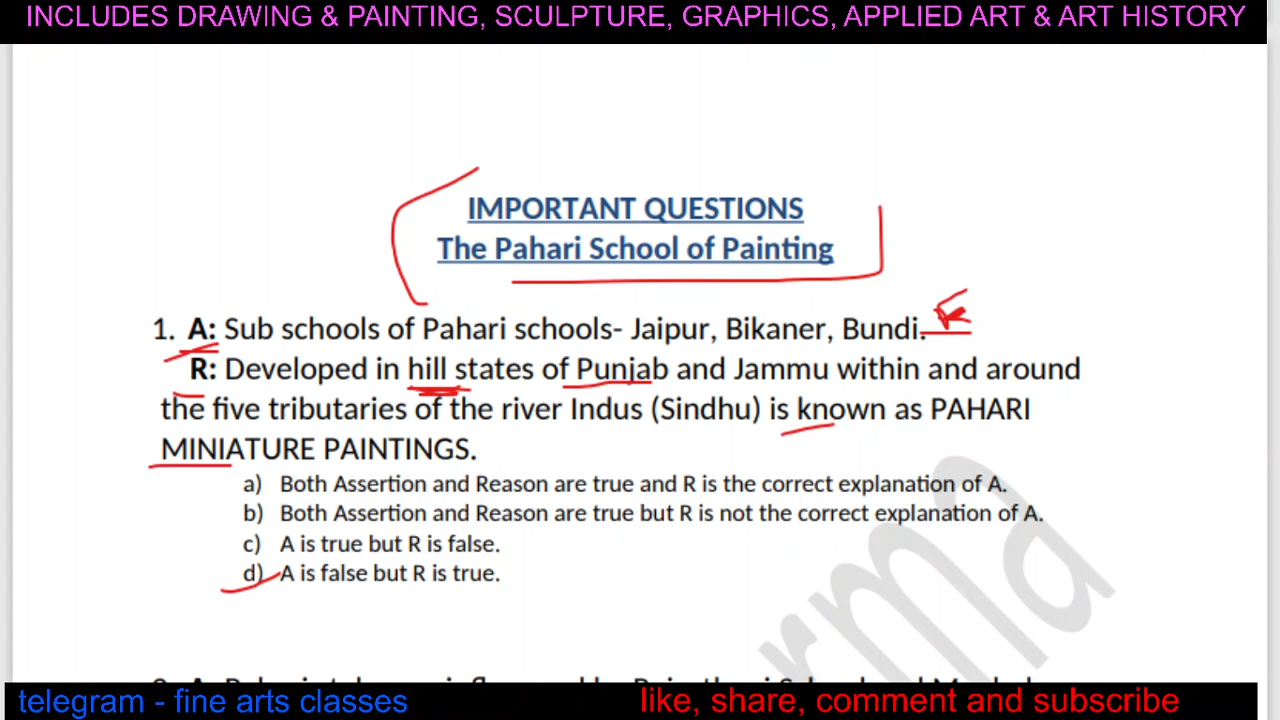 INCLUDES DRAWING & PAINTING, SCULPTURE, GRAPHICS, APPLIED ART & ART HISTORY
IMPORTANT QUESTIONS
The Pahari School of Painting
1. A: Sub schools of Pahari schools- Jaipur, Bikaner, Bundi.
R: Developed in hill states of Punjab and Jammu within and around
the five tributaries of the river Indus (Sindhu) is known as PAHARI
MINIATURE PAINTINGS.
a) Both Assertion and Reason are true and R is the correct explanation of A.
b) Both Assertion and Reason are true but R is not the correct explanation of A.
c) A is true but R is false.
d) A is false but R is true.
telegram - fine arts classes
like, share, comment and subscribe